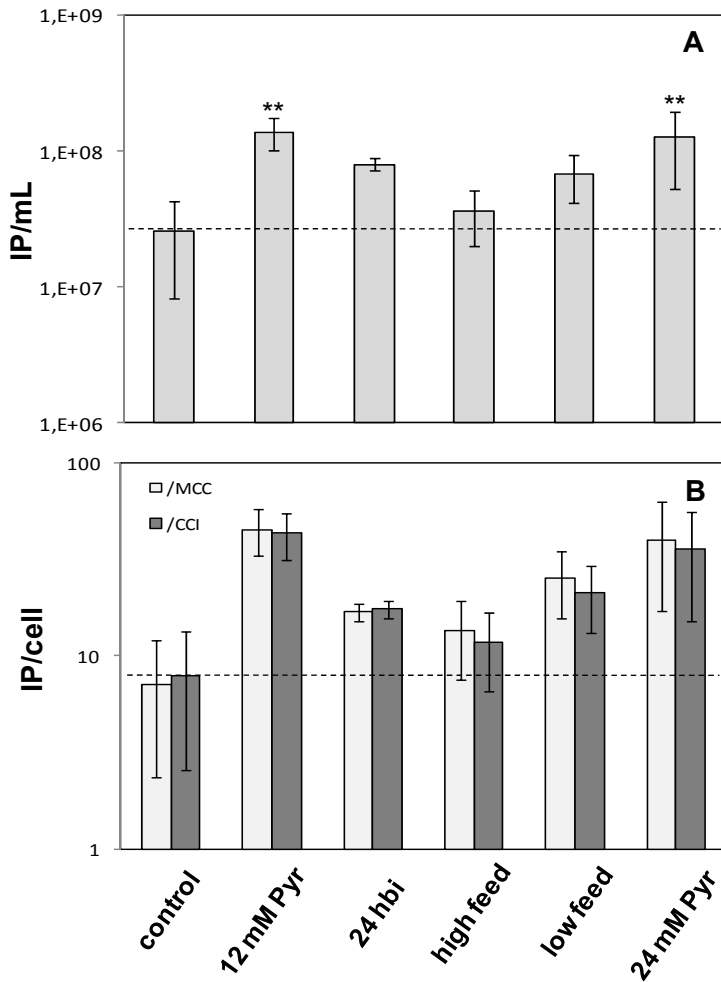 1,E+09
A
**
**
1,E+08
IP/mL
1,E+07
1,E+06
100
/MCC
B
/CCI
IP/cell
10
1
control
12 mM Pyr
24 hbi
high feed
low feed
24 mM Pyr